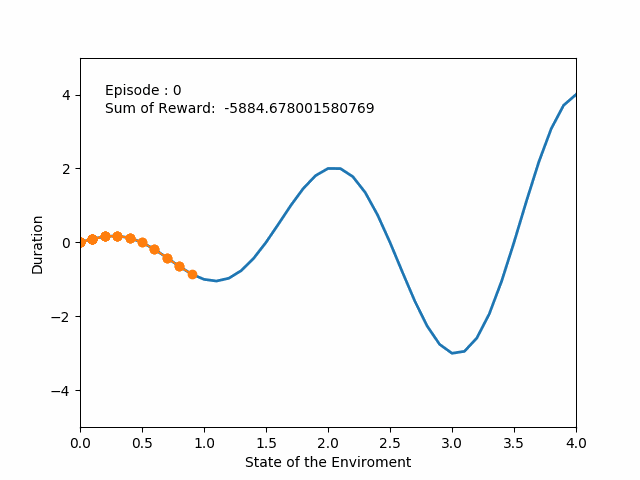 Episode : 0
Sum of Reward:  -5884.678001580769
4
2
0
−2
−4
Duration
0.0 0.5 1.0 1.5 2.0 2.5 3.0 3.5 4.0
State of the Enviroment